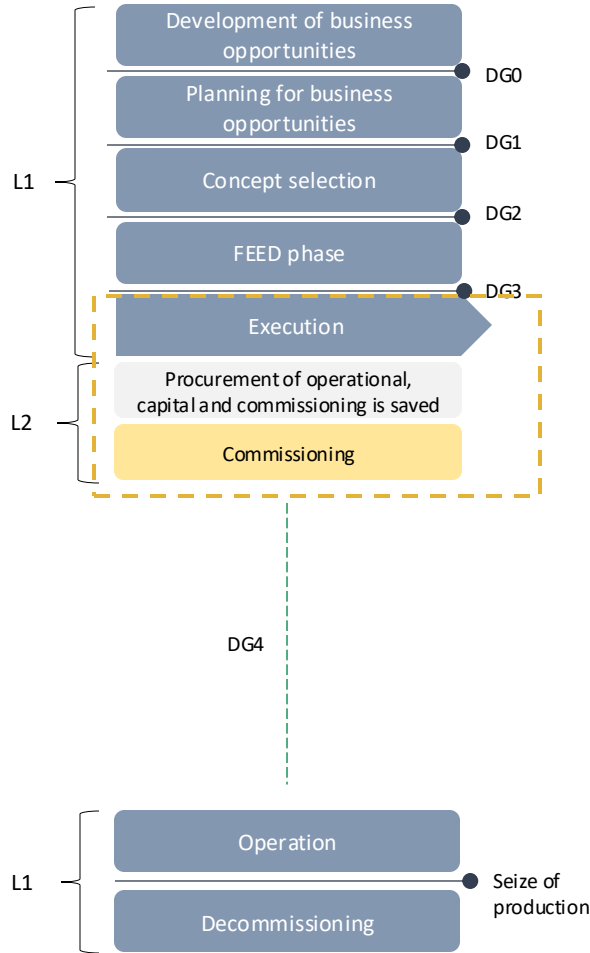 Development of business
opportunities
DG0
Planning for business
opportunities
DG1
L1
Concept selection
DG2
FEED phase
DG3
Execution
Procurement of operational,
capital and commissioning is saved
L2
Commissioning
DG4
Operation
L1
Seize of
production
Decommissioning